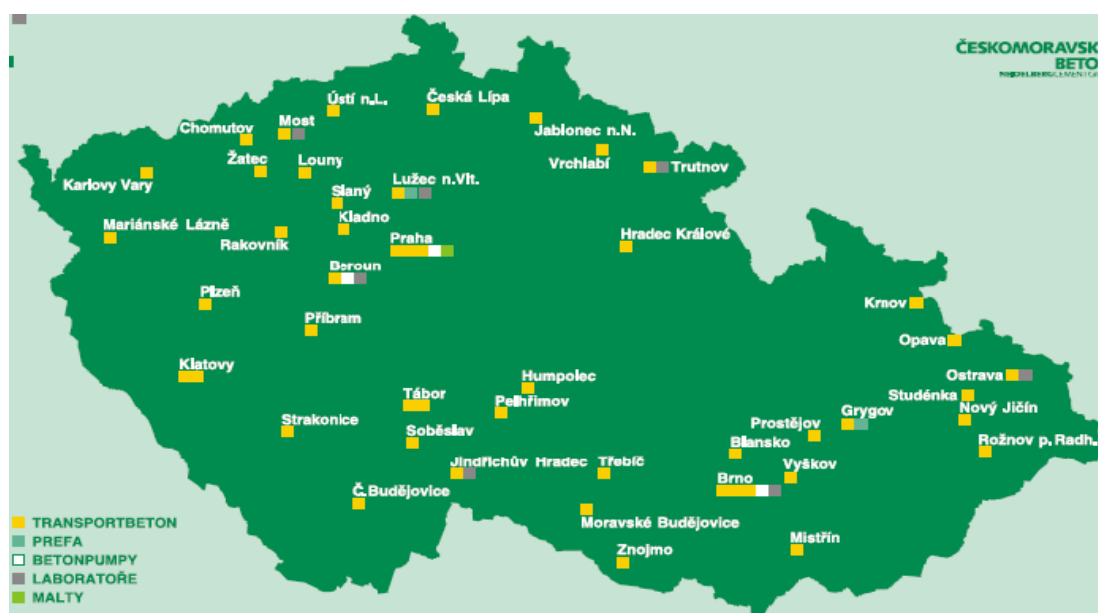 ČESKOMORAVSK
BETO
HEIDELBERGCEMENT G
Ústí n.L.
Česká Lípa
Most
Chomutov
Jablonec n.N.
Vrchlabí
Žatec
Louny
Trutnov
Karlovy Vary
Lužec n.Vlt.
Slaný
Kladno
Mariánské Lázně
Rakovník
Praha
Hradec Králové
Beroun
Plzeň
Krnov
Příbram
Opava
Klatovy
Humpolec
Ostrava
Tábor
Pelhřimov
Studénka
Grygov
Nový Jičín
Strakonice
Soběslav
Prostějov
Blansko
Rožnov p. Radh.
Jindřichův Hradec
Třebíč
Vyškov
Brno
Č.Budějovice
Moravské Budějovice
Mistřín
Znojmo
TRANSPORTBETON
PREFA
BETONPUMPY
LABORATOŘE
MALTY